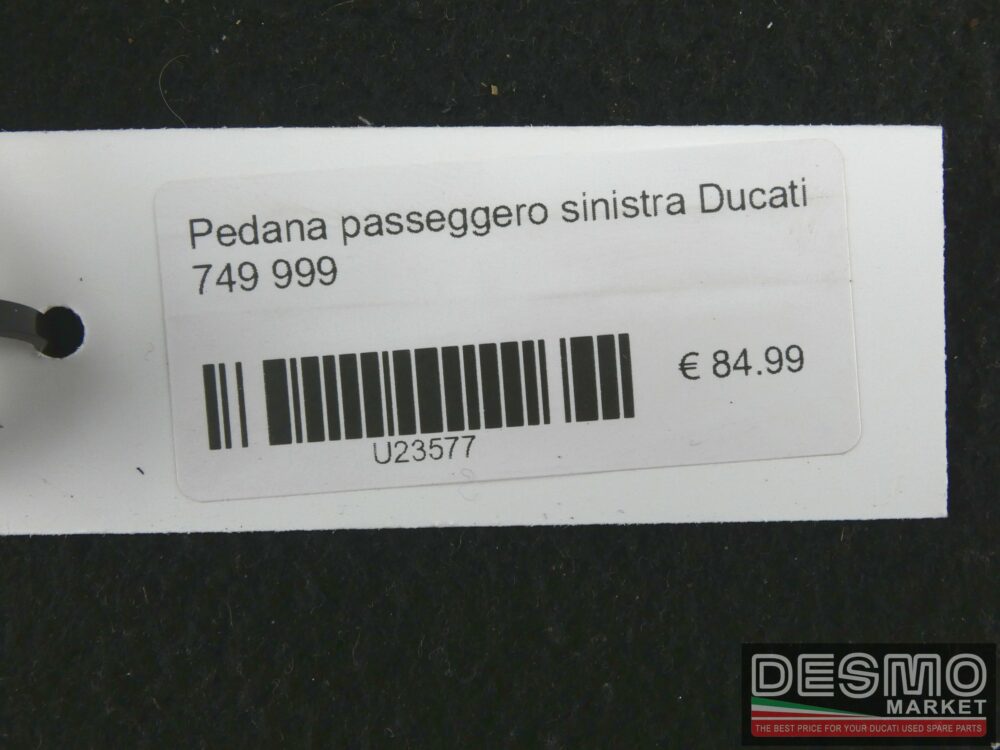 Pedana passeggero sinistra Ducati
749 999
€ 84.99
U23577
DESMO
MARKET
THE BEST PRICE FOR YOUR DUCATI USED SPARE PARTS